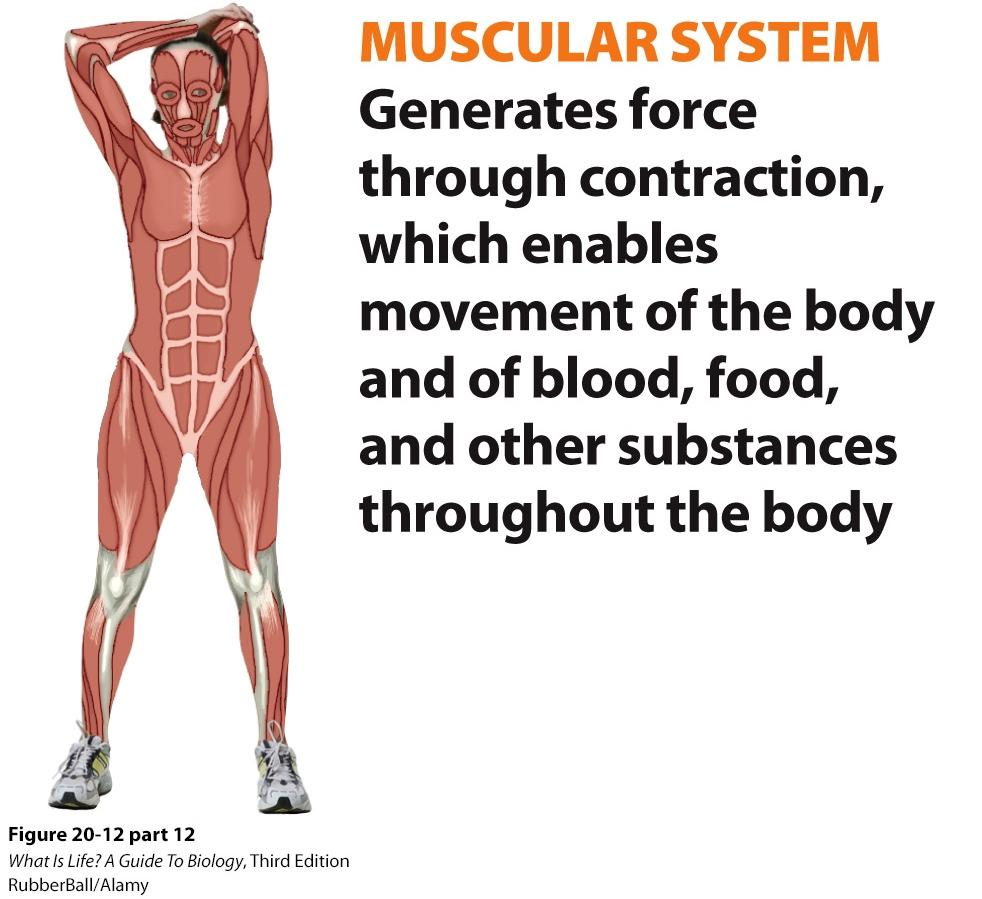 MUSCULAR SYSTEM
Generates force
through contraction,
which enables
movement of the body
and of blood, food,
and other substances
throughout the body
Figure 20-12 part 12
What Is Life? A Guide To Biology, Third Edition
RubberBall/Alamy